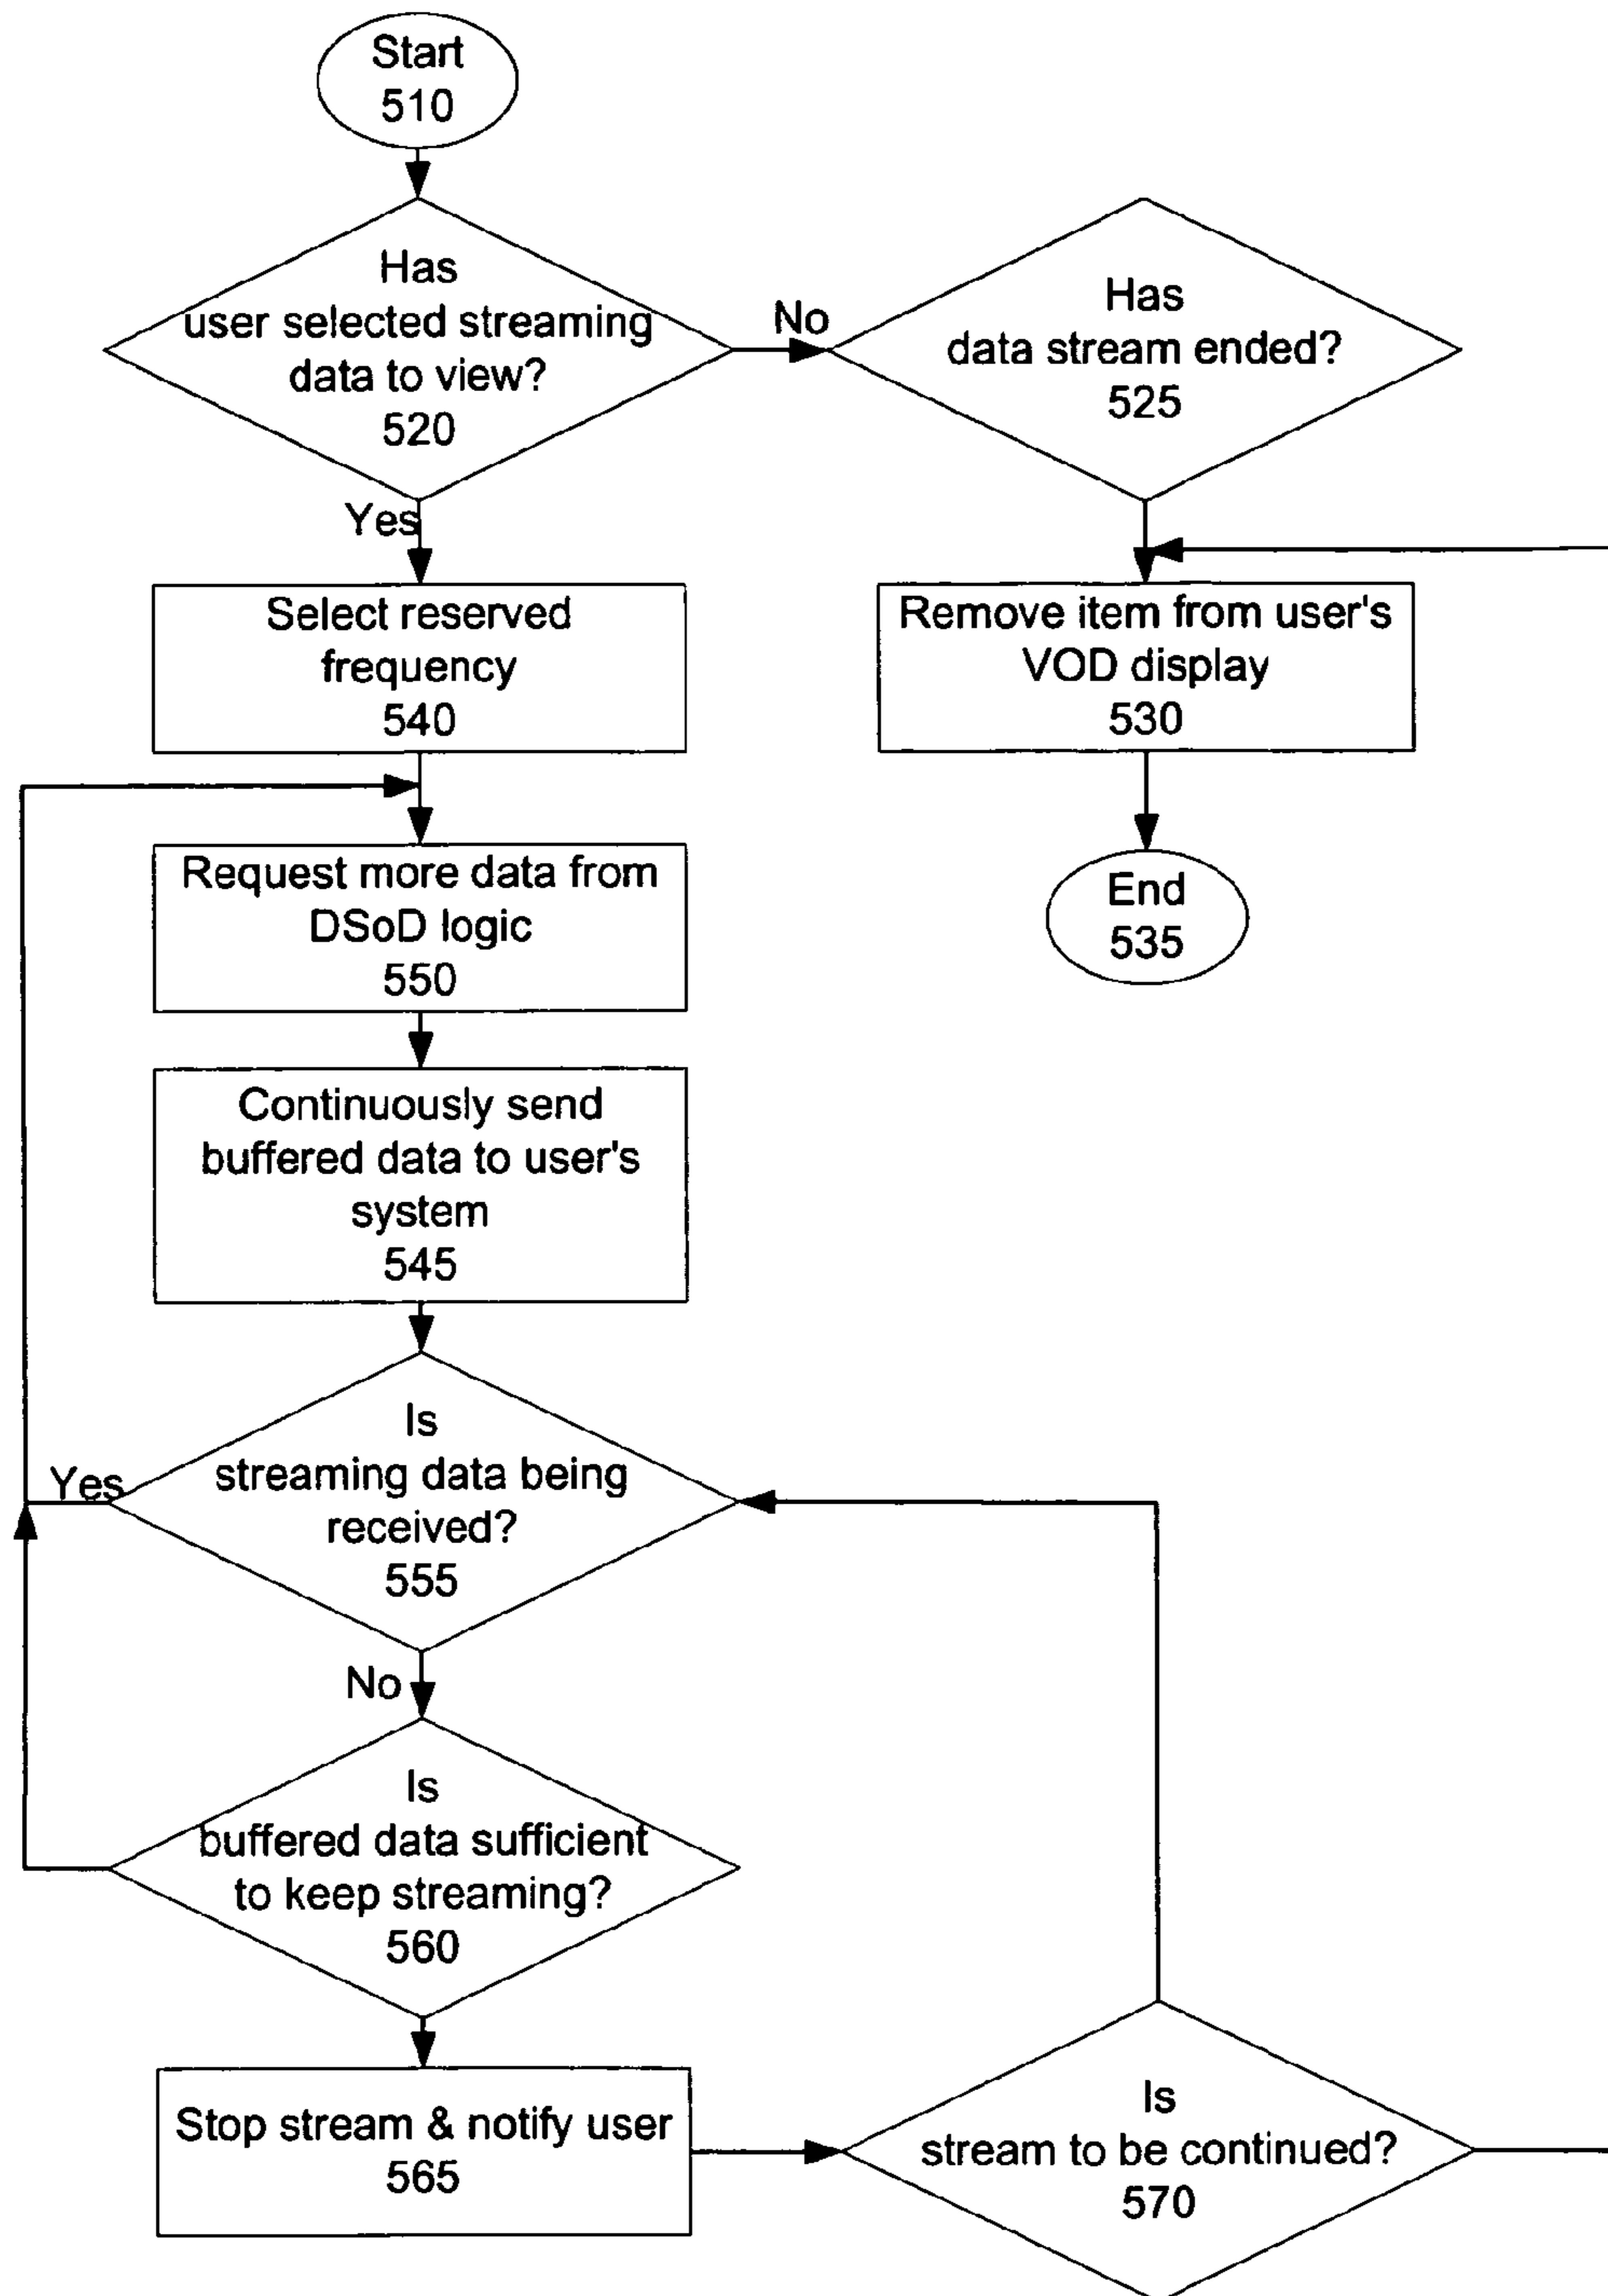 Start
510
Has
user selected streaming
data to view?
520
No
Has
data stream ended?
525
Yes
Select reserved
frequency
540
Remove item from user's
VOD display
530
Request more data from
DSoD logic
550
End
535
Continuously send
buffered data to user's
system
545
Is
streaming data being
received?
555
Yes
No
Is
buffered data sufficient
to keep streaming?
560
Stop stream & notify user
565
Is
stream to be continued?
570